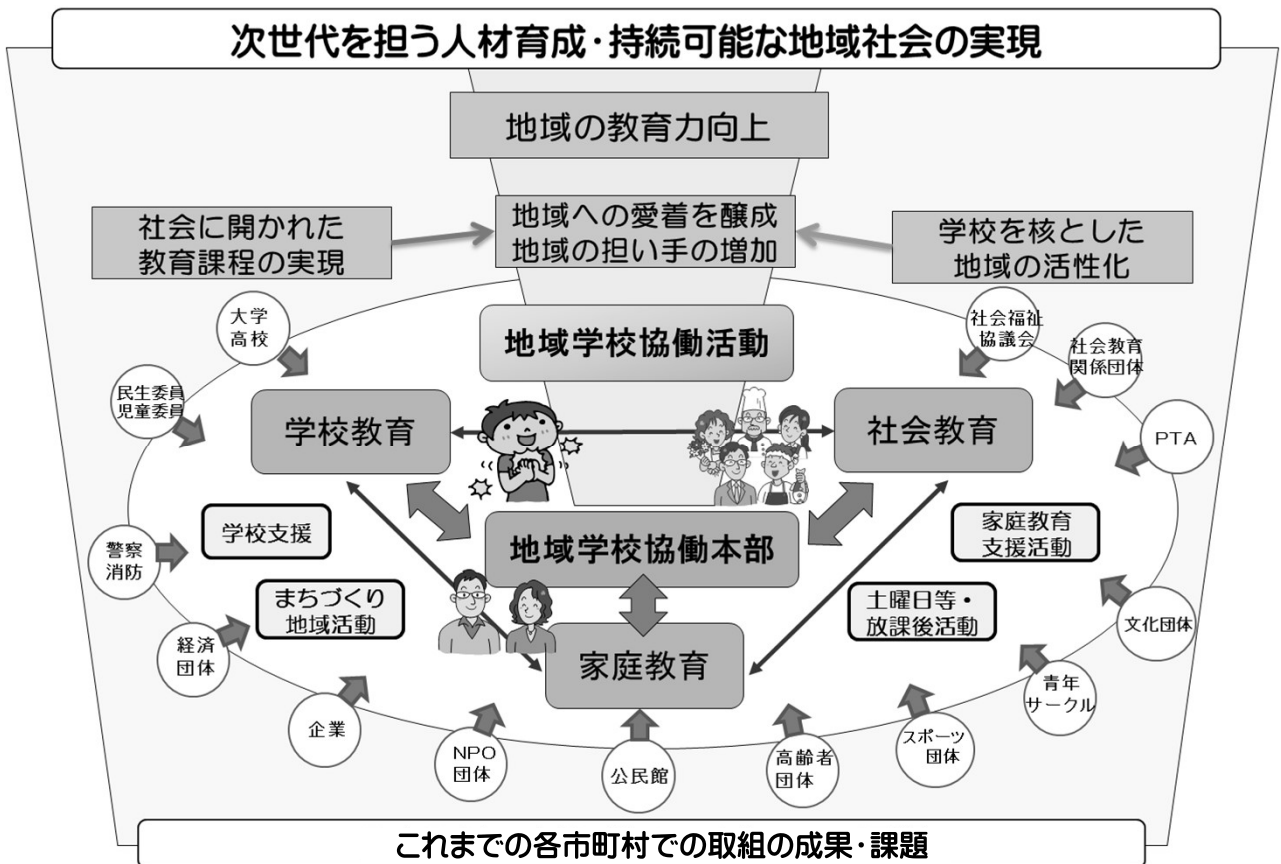 次世代を担う人材育成・持続可能な地域社会の実現
地域の教育力向上
社会に開かれた
教育課程の実現
地域への愛着を醸成
地域の担い手の増加
学校を核とした
地域の活性化
大学
高校
地域学校協働活動
社会福祉
協議会
社会教育
関係団体
民生委員
児童委員
学校教育
社会教育
PTA
学校支援
地域学校協働本部
家庭教育
支援活動
警察
消防
まちづくり
地域活動
土曜日等・
放課後活動
文化団体
経済
団体
家庭教育
青年
サークル
企業
NPO
団体
公民館
高齢者
団体
スポーツ
団体
これまでの各市町村での取組の成果・課題